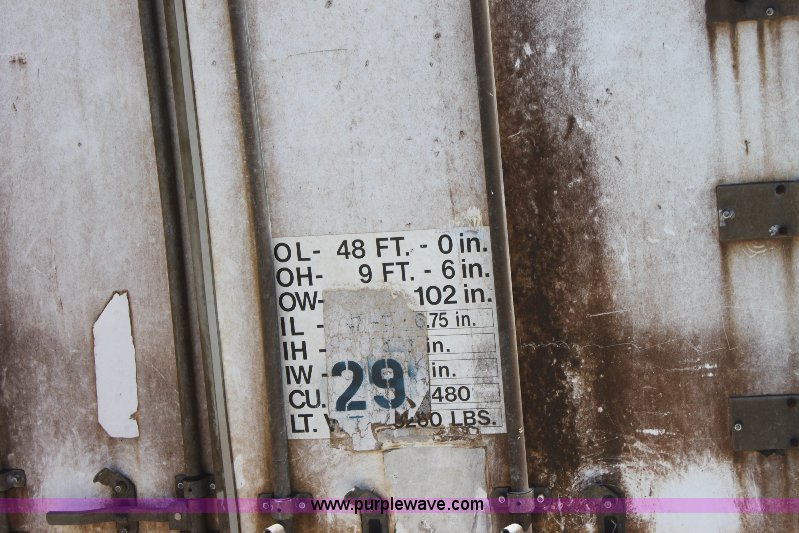 OL- 48 FT. - 0 in.
OH- 9 FT. - 6 in.
OW- 102 in.
IL - .75 in.
IH - in.
IW - in.
29
CU. 480
LT. LBS.
www.purplewave.com